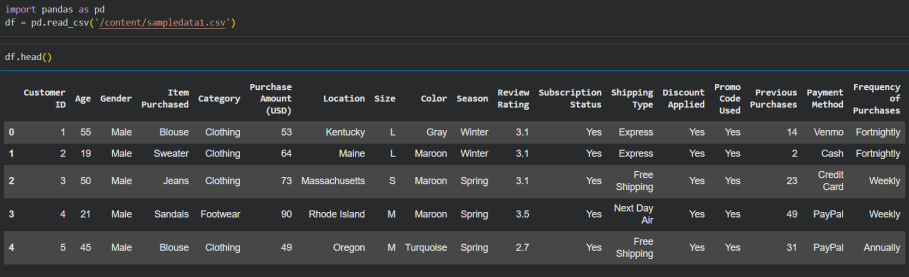 import pandas as pd
df = pd.read_csv('/content/sampledata1.csv')
df.head()
Customer ID Age Gender Item Purchased Category Purchase Amount (USD) Location Size Color Season Review Rating Subscription Status Shipping Type Discount Applied Promo Code Used Previous Purchases Payment Method Frequency of Purchases
0 1 55 Male Blouse Clothing 53 Kentucky L Gray Winter 3.1 Yes Express Yes Yes 14 Venmo Fortnightly
1 2 19 Male Sweater Clothing 64 Maine L Maroon Winter 3.1 Yes Express Yes Yes 2 Cash Fortnightly
2 3 50 Male Jeans Clothing 73 Massachusetts S Maroon Spring 3.1 Yes Free Shipping Yes Yes 23 Credit Card Weekly
3 4 21 Male Sandals Footwear 90 Rhode Island M Maroon Spring 3.5 Yes Next Day Air Yes Yes 49 PayPal Weekly
4 5 45 Male Blouse Clothing 49 Oregon M Turquoise Spring 2.7 Yes Free Shipping Yes Yes 31 PayPal Annually